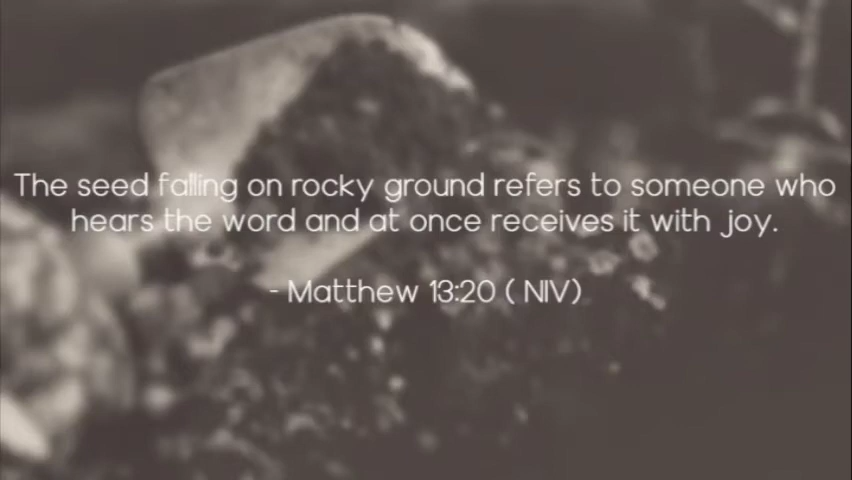 The seed falling on rocky ground refers to someone who
hears the word and at once receives it with joy.
- Matthew 13:20 ( NIV)